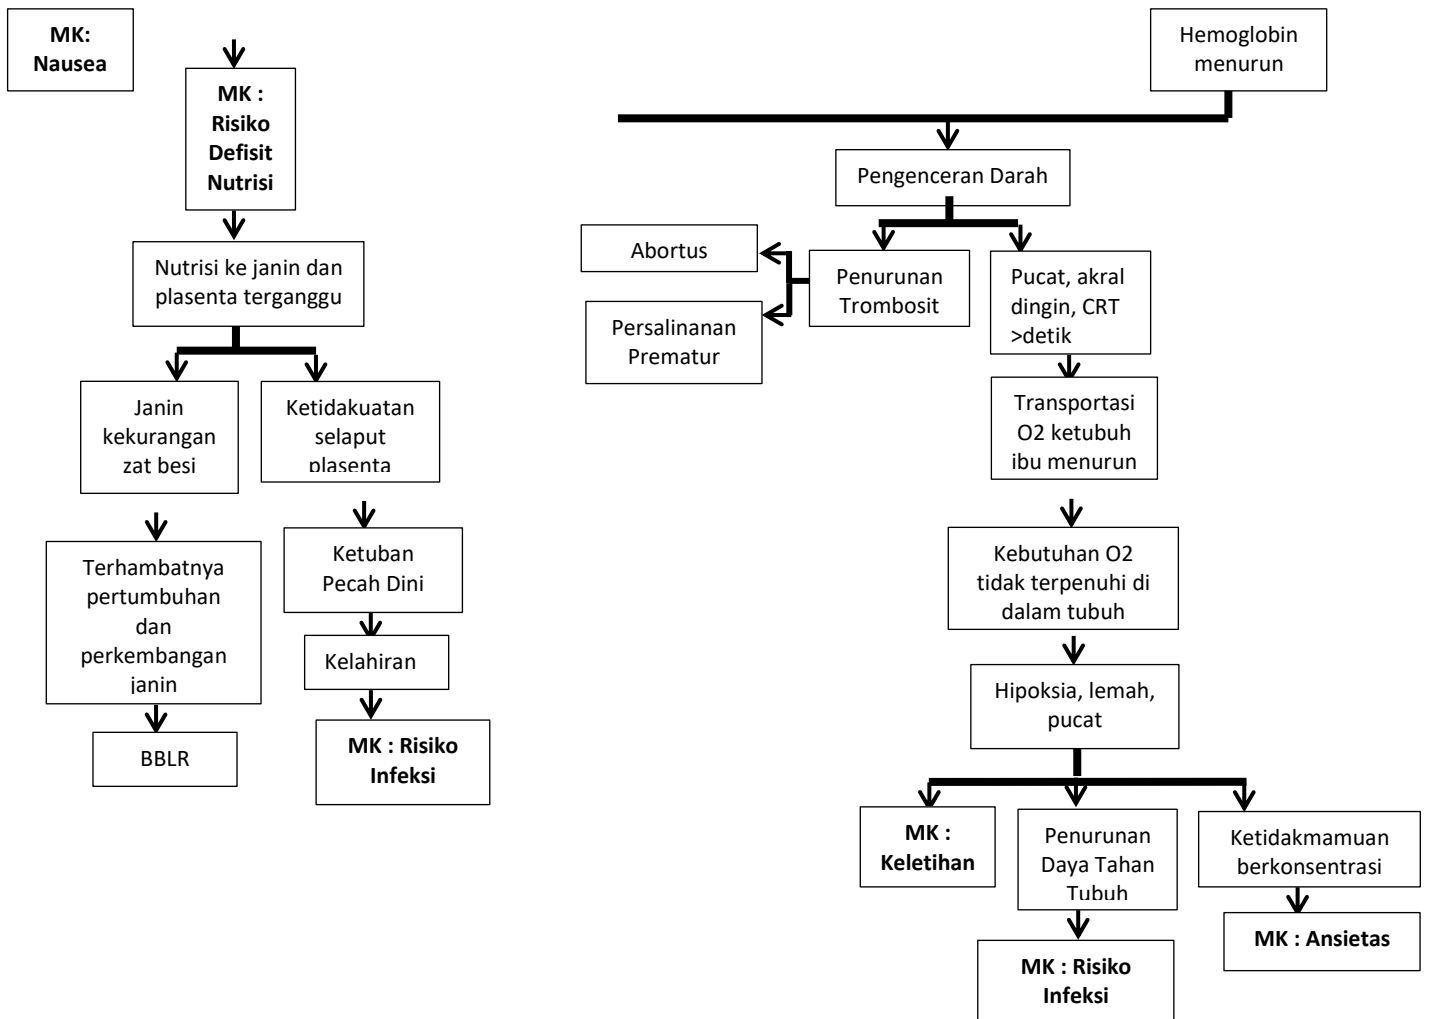 MK:
Nausea
MK :
Risiko
Defisit
Nutrisi
Nutrisi ke janin dan
plasenta terganggu
Janin
kekurangan
zat besi
Ketidakuatan
selaput
plasenta
Terhambatnya
pertumbuhan
dan
perkembangan
janin
Ketuban
Pecah Dini
Kelahiran
BBLR
MK : Risiko
Infeksi
Hemoglobin
menurun
Pengenceran Darah
Abortus
Persalinanan
Prematur
Penurunan
Trombosit
Pucat, akral
dingin, CRT
>detik
Transportasi
O2 ketubuh
ibu menurun
Kebutuhan O2
tidak terpenuhi di
dalam tubuh
Hipoksia, lemah,
pucat
MK :
Keletihan
Penurunan
Daya Tahan
Tubuh
Ketidakmamuan
berkonsentrasi
MK : Risiko
Infeksi
MK : Ansietas